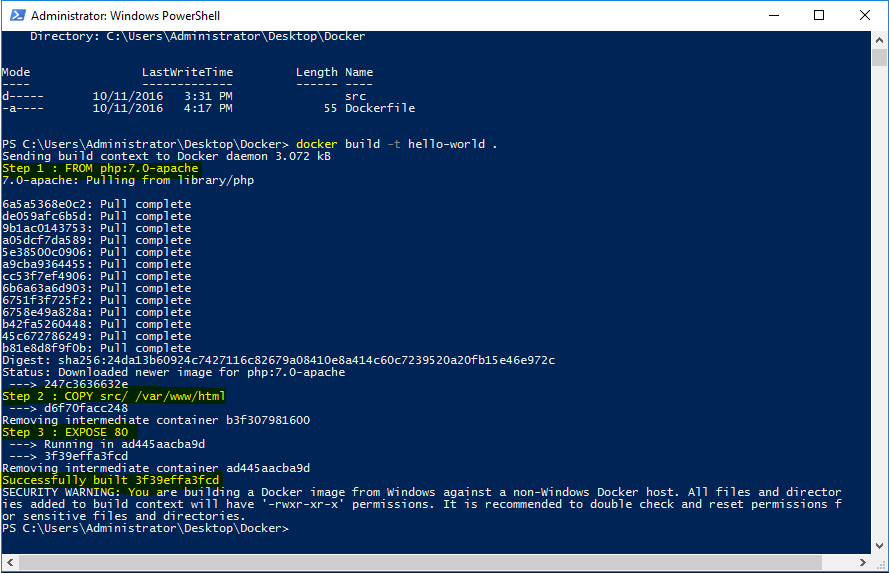 Administrator: Windows PowerShell
Directory: C:\Users\Administrator\Desktop\Docker
Mode LastWriteTime Length Name
---- ------------- ------ ----
d----- 10/11/2016 3:31 PM src
-a---- 10/11/2016 4:17 PM 55 Dockerfile
PS C:\Users\Administrator\Desktop\Docker> docker build -t hello-world .
Sending build context to Docker daemon 3.072 kB
Step 1 : FROM php:7.0-apache
7.0-apache: Pulling from library/php
6a5a5368e0c2: Pull complete
de059afc6b5d: Pull complete
9b1ac0143753: Pull complete
a05dcf7da589: Pull complete
5e38500c0906: Pull complete
a9cba9364455: Pull complete
cc53f7ef4906: Pull complete
6b6a63a6d903: Pull complete
6751f3f725f2: Pull complete
6758e49a828a: Pull complete
b42fa5260448: Pull complete
45c672786249: Pull complete
b81e8d8f9f0b: Pull complete
Digest: sha256:24da13b60924c7427116c82679a08410e8a414c60c7239520a20fb15e46e972c
Status: Downloaded newer image for php:7.0-apache
---> 247c3636632e
Step 2 : COPY src/ /var/www/html
---> d6f70facc248
Removing intermediate container b3f307981600
Step 3 : EXPOSE 80
---> Running in ad445aacba9d
---> 3f39effa3fcd
Removing intermediate container ad445aacba9d
Successfully built 3f39effa3fcd
SECURITY WARNING: You are building a Docker image from Windows against a non-Windows Docker host. All files and director
ies added to build context will have '-rwxr-xr-x' permissions. It is recommended to double check and reset permissions f
or sensitive files and directories.
PS C:\Users\Administrator\Desktop\Docker>